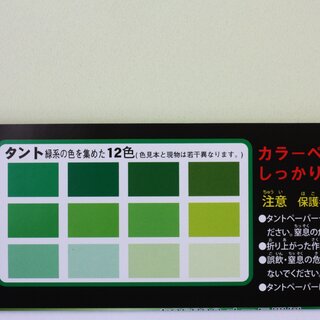 タント 緑系の色を集めた 12色 (色見本と現物は若干異なります。)
カラーペ
しっかり
注意 保護
●タントペーパー
ださい。窒息の危
●折り上がった作
●誤飲・窒息の危
ないでください。
●タントペーパーに